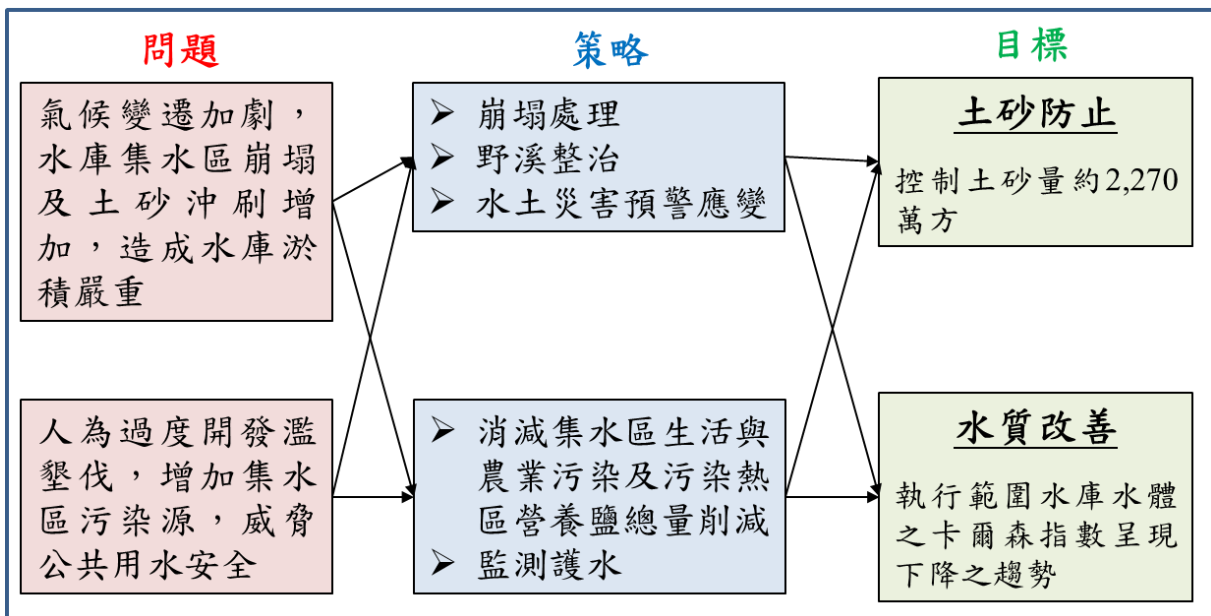 問題
氣候變遷加劇，
水庫集水區崩塌
及土砂沖刷增
加，造成水庫淤
積嚴重
人為過度開發濫
墾伐，增加集水
區污染源，威脅
公共用水安全
策略
➢ 崩塌處理
➢ 野溪整治
➢ 水土災害預警應變
➢ 消減集水區生活與
農業污染及污染熱
區營養鹽總量削減
➢ 監測護水
目標
土砂防止
控制土砂量約2,270
萬方
水質改善
執行範圍水庫水體
之卡爾森指數呈現
下降之趨勢